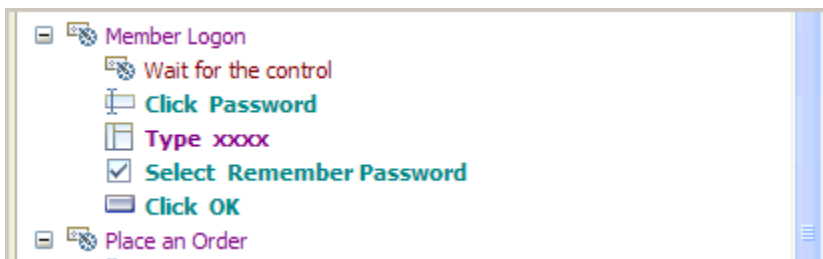 Member Logon
Wait for the control
Click Password
Type xxxx
Select Remember Password
Click OK
Place an Order